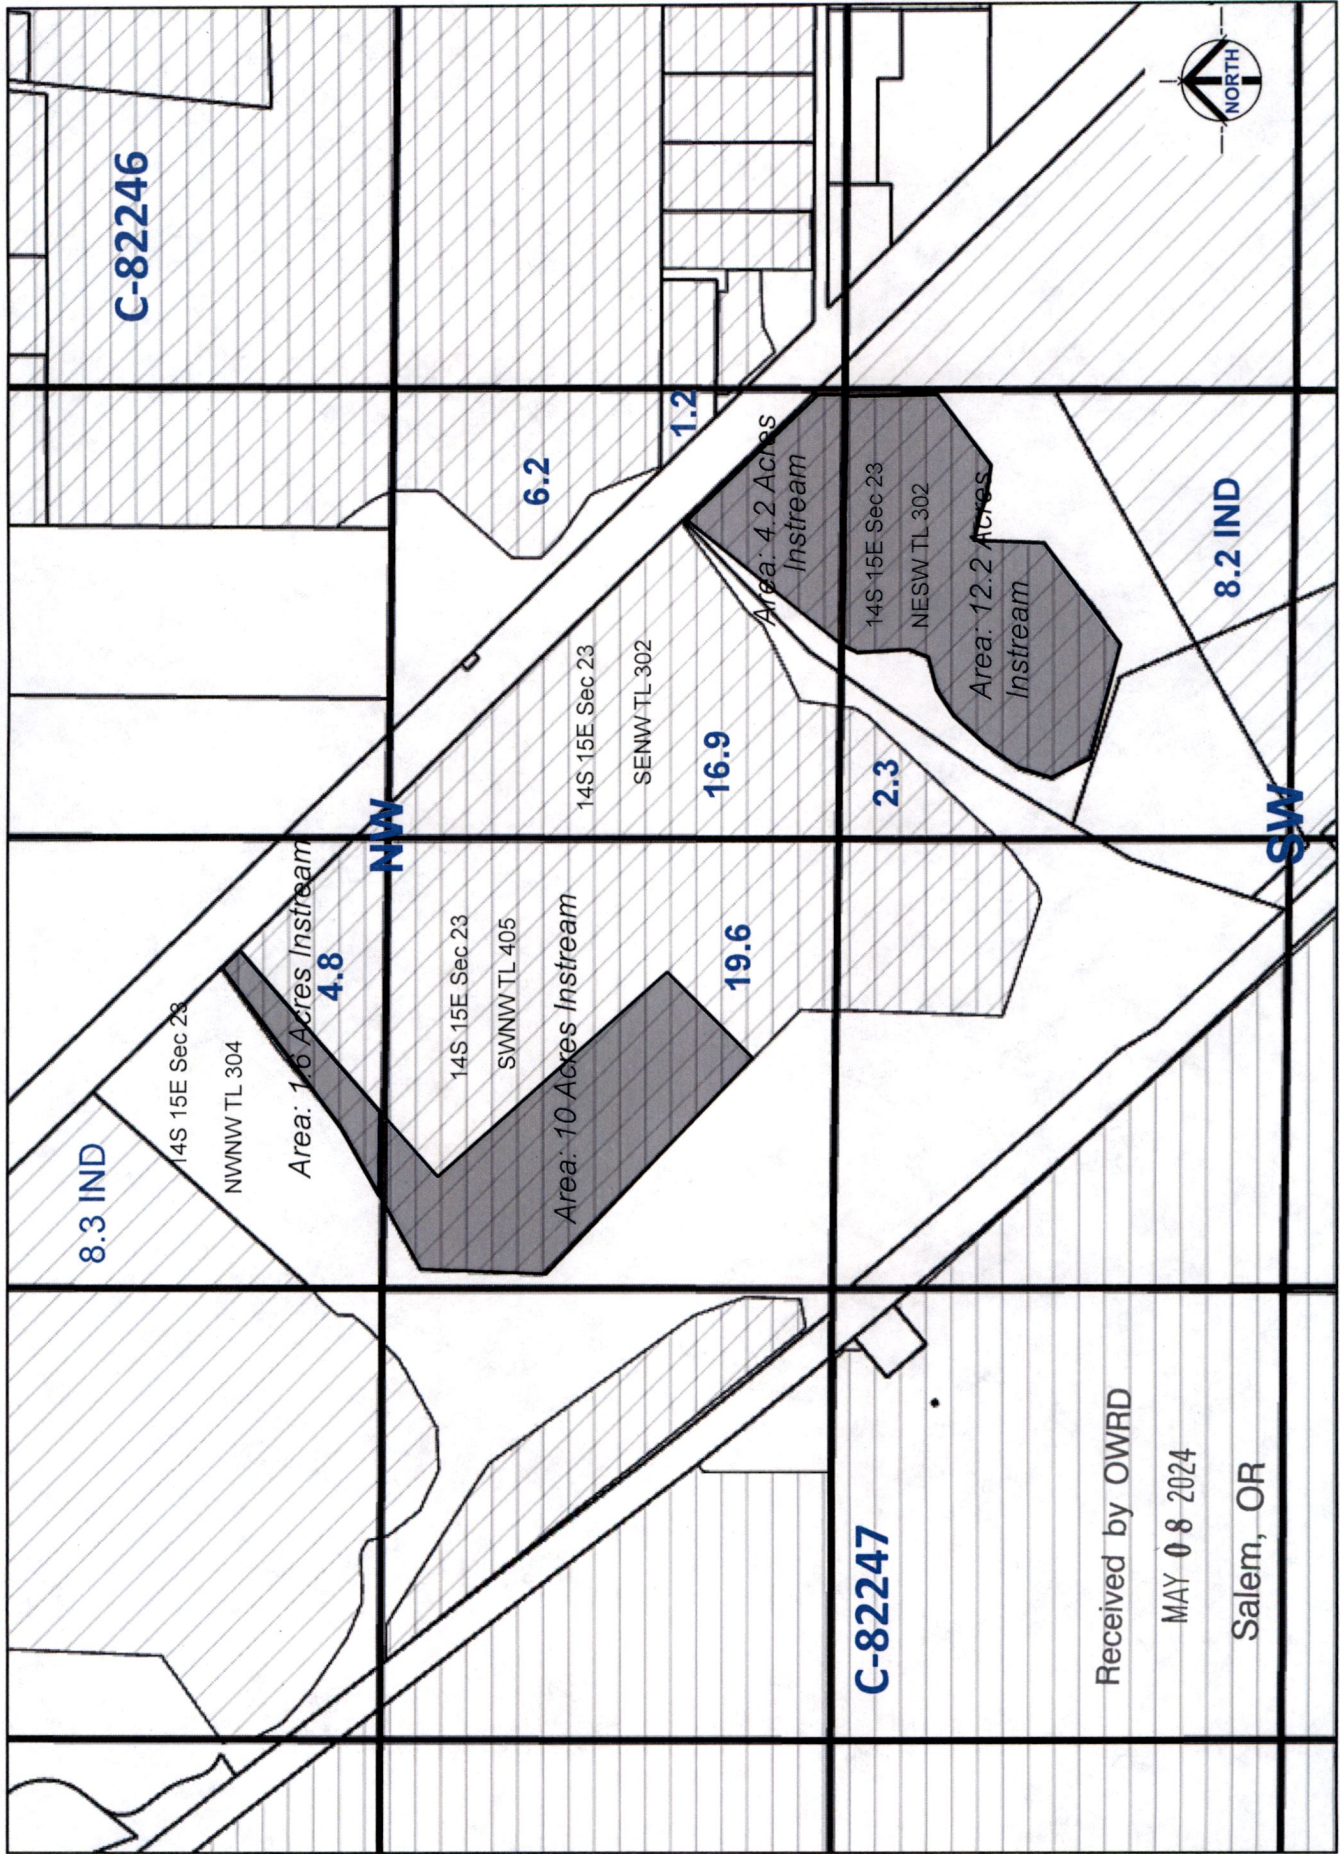 C-82246
NORTH
6.2
1.2
Area: 4.2 Acres
Instream
14S 15E Sec 23
NESW TL 302
Area: 12.2 Acres
Instream
8.2 IND
14S 15E Sec 23
SENW TL 302
16.9
2.3
NW
SW
Area: 1.6 Acres Instream
4.8
14S 15E Sec 23
SWNW TL 405
Area: 10 Acres Instream
19.6
14S 15E Sec 23
NWNW TL 304
8.3 IND
C-82247
Received by OWRD
MAY 08 2024
Salem, OR